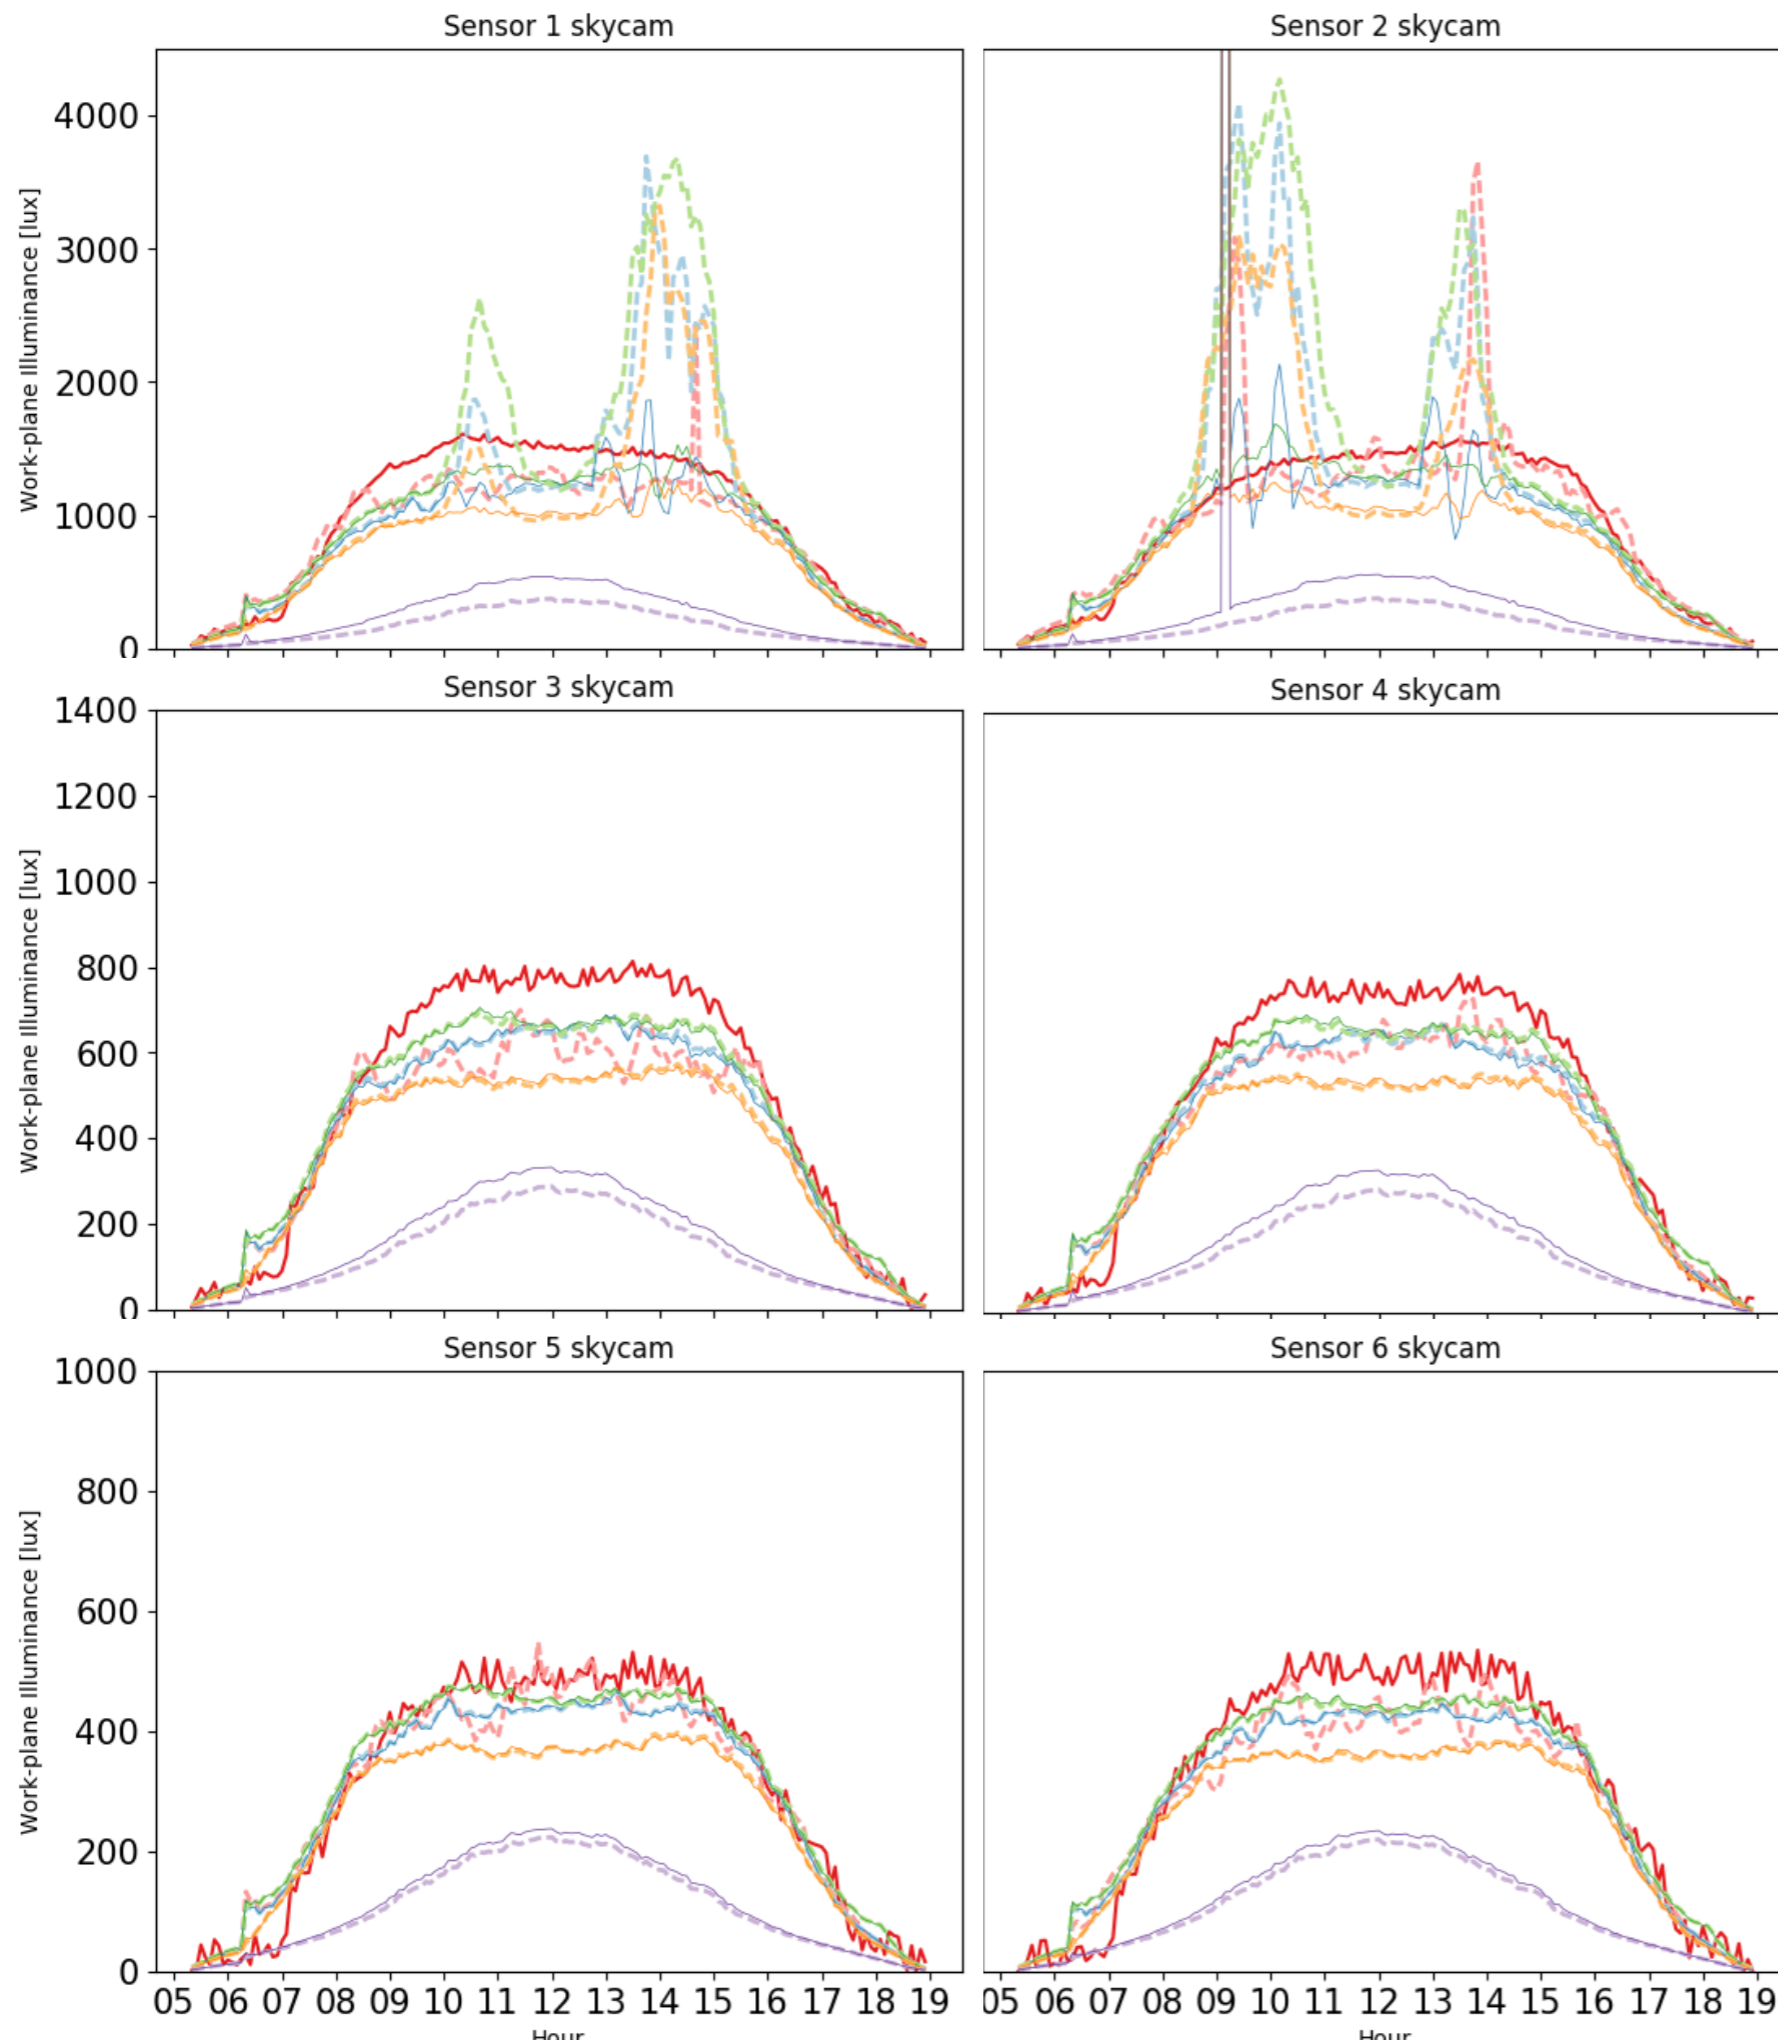 Sensor 1 skycam
Sensor 2 skycam
Work-plane Illuminance [lux]
4000
3000
2000
1000
0
Sensor 3 skycam
Sensor 4 skycam
Work-plane Illuminance [lux]
1400
1200
1000
800
600
400
200
0
Sensor 5 skycam
Sensor 6 skycam
Work-plane Illuminance [lux]
1000
800
600
400
200
0
05 06 07 08 09 10 11 12 13 14 15 16 17 18 19
05 06 07 08 09 10 11 12 13 14 15 16 17 18 19
Hour
Hour